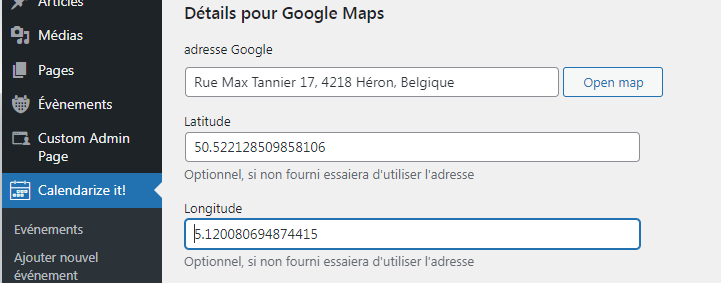 Articles
Médias
Pages
Évènements
Custom Admin
Page
Calendarize it!
Evénements
Ajouter nouvel
événement
Détails pour Google Maps
adresse Google
Rue Max Tannier 17, 4218 Héron, Belgique
Open map
Latitude
50.522128509858106
Optionnel, si non fourni essaiera d'utiliser l'adresse
Longitude
5.120080694874415
Optionnel, si non fourni essaiera d'utiliser l'adresse